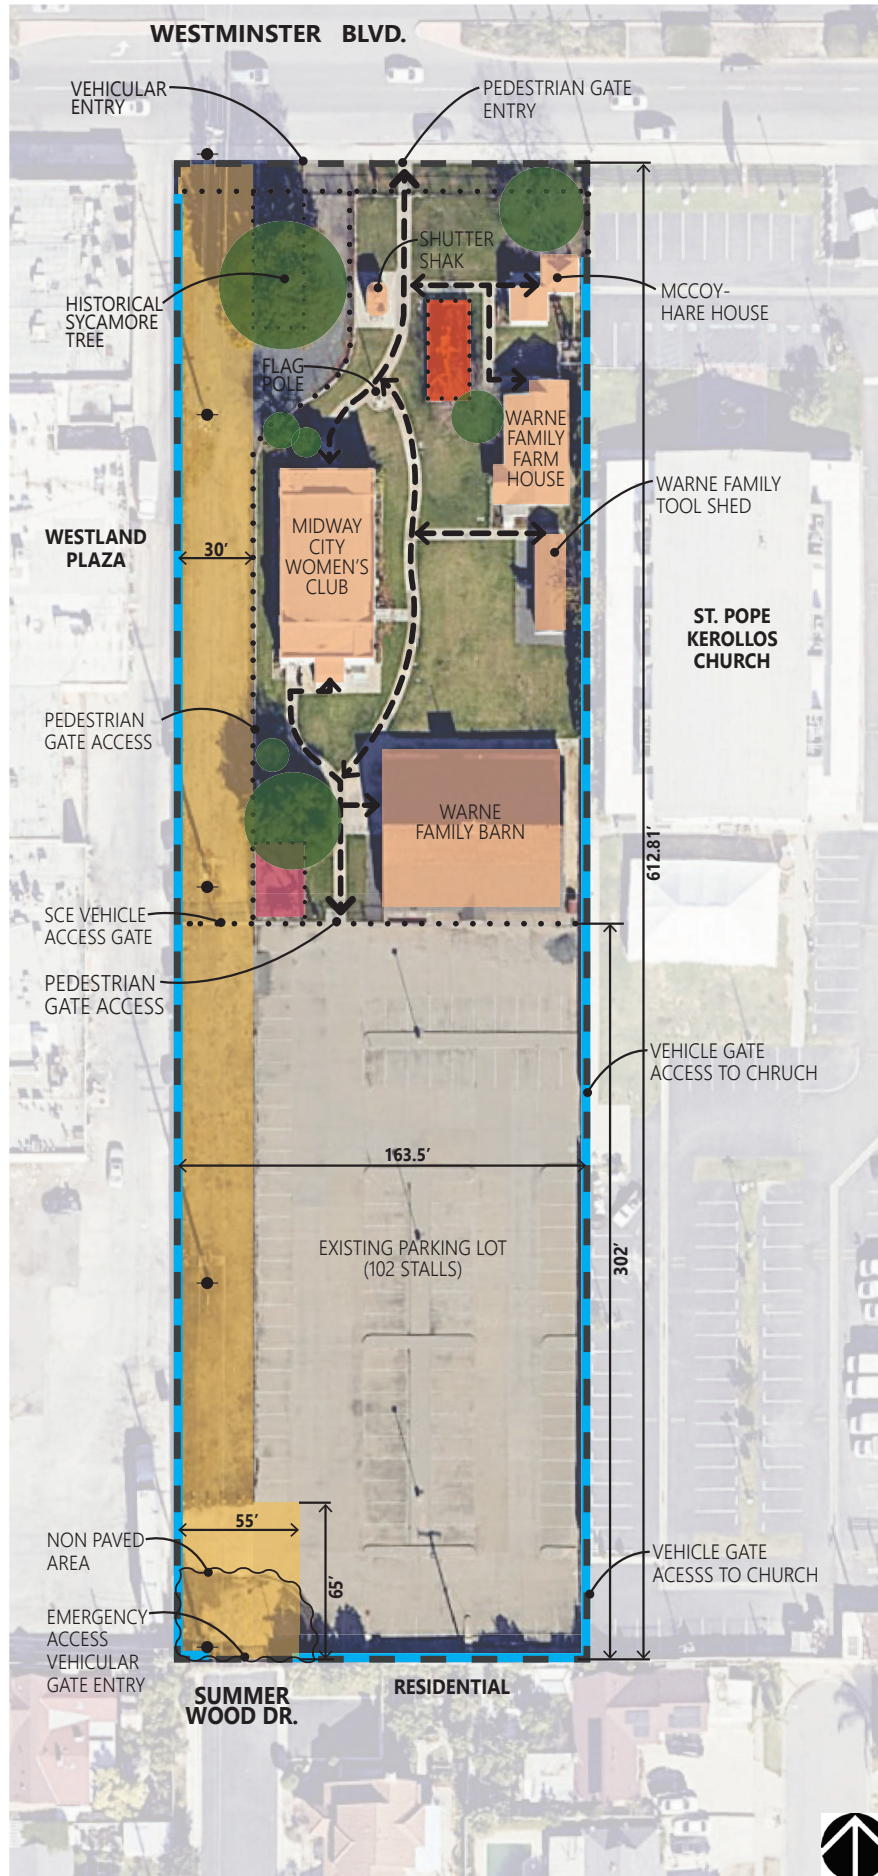 WESTMINSTER BLVD.
VEHICULAR
ENTRY
PEDESTRIAN GATE
ENTRY
SHUTTER
SHAK
HISTORICAL
SYCAMORE
TREE
MCCOY-
HARE HOUSE
FLAG
POLE
WARNE
FAMILY
FARM
HOUSE
WARNE FAMILY
TOOL SHED
WESTLAND
PLAZA
30'
MIDWAY
CITY
WOMEN'S
CLUB
ST. POPE
KEROLLOS
CHURCH
PEDESTRIAN
GATE ACCESS
WARNE
FAMILY BARN
612.81'
SCE VEHICLE
ACCESS GATE
PEDESTRIAN
GATE ACCESS
VEHICLE GATE
ACCESS TO CHRUCH
163.5'
EXISTING PARKING LOT
(102 STALLS)
302'
55'
65'
NON PAVED
AREA
VEHICLE GATE
ACESSS TO CHURCH
EMERGENCY
ACCESS
VEHICULAR
GATE ENTRY
SUMMER
WOOD DR.
RESIDENTIAL